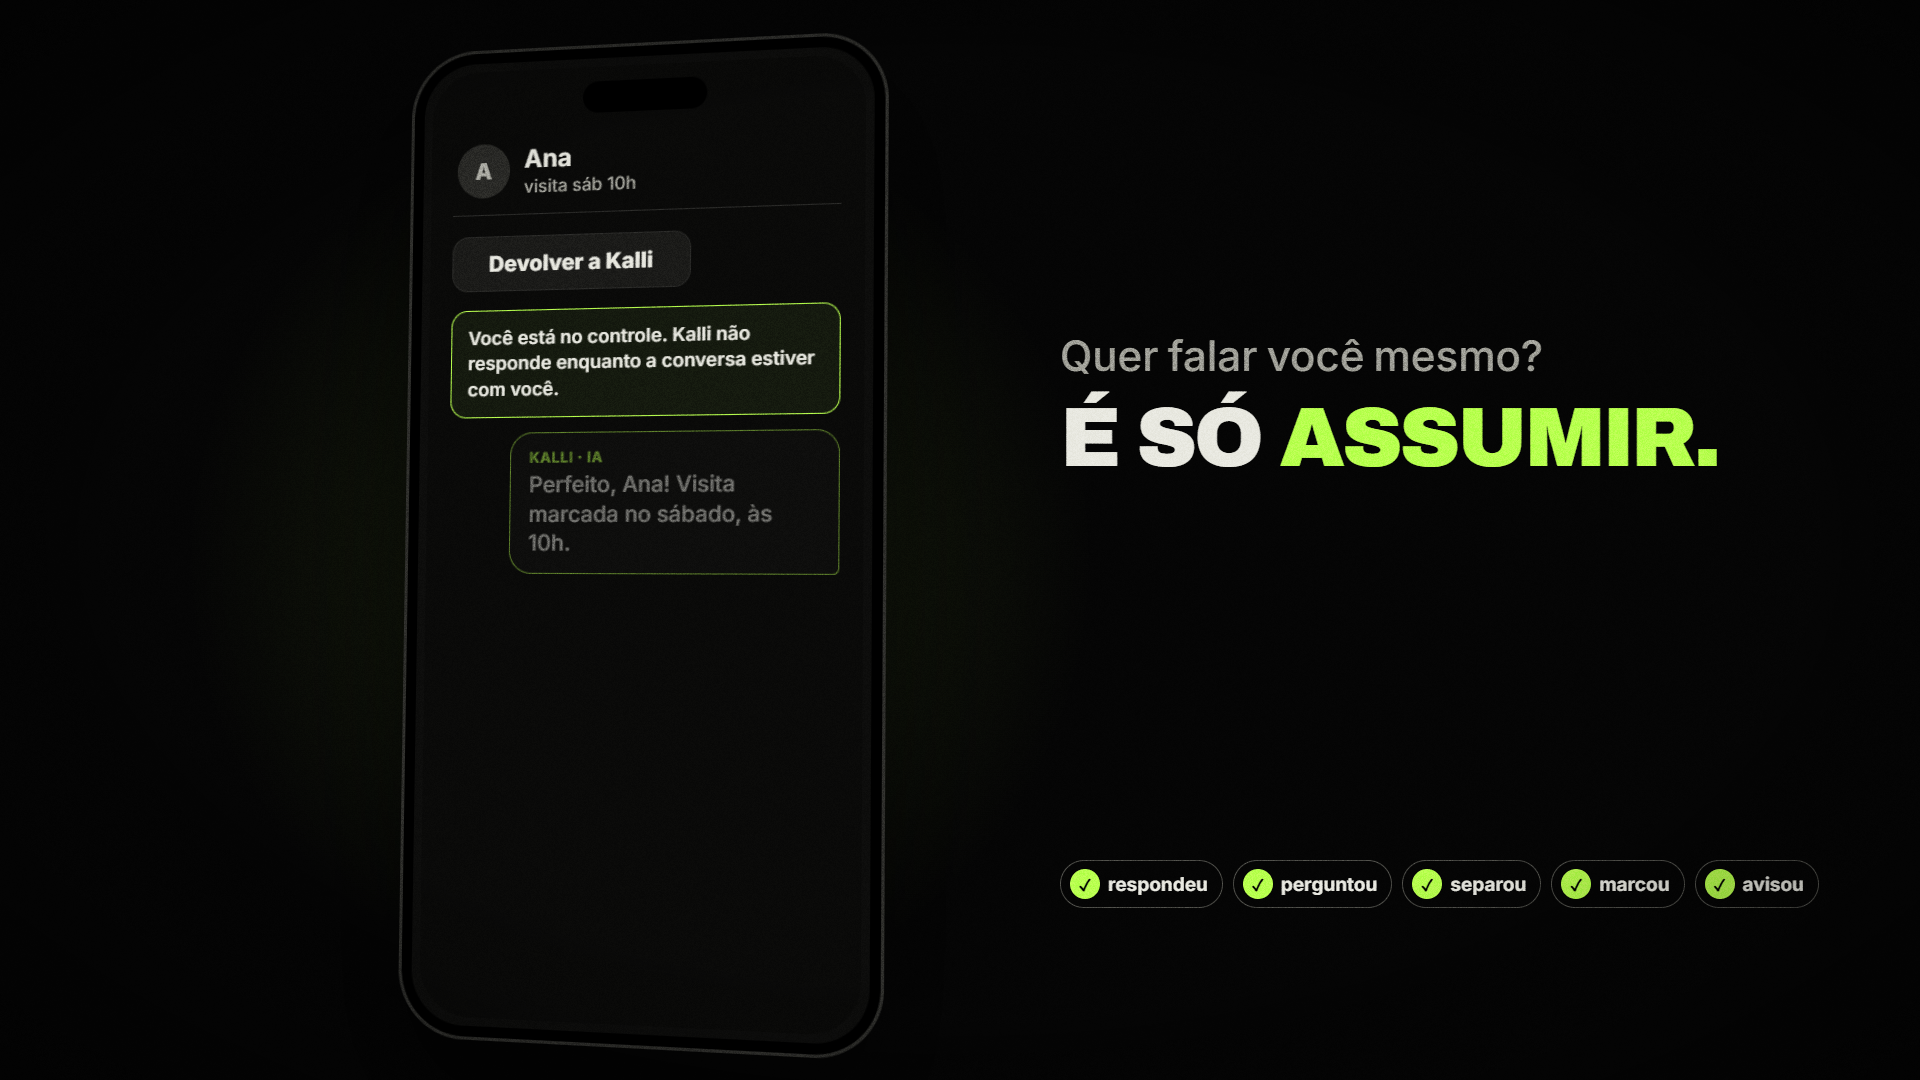 A
Ana
visita sáb 10h
Devolver a Kalli
Você está no controle. Kalli não
responde enquanto a conversa estiver
com você.
KALLI · IA
Perfeito, Ana! Visita
marcada no sábado, às
10h.
Quer falar você mesmo?
É SÓ ASSUMIR.
respondeu
perguntou
separou
marcou
avisou